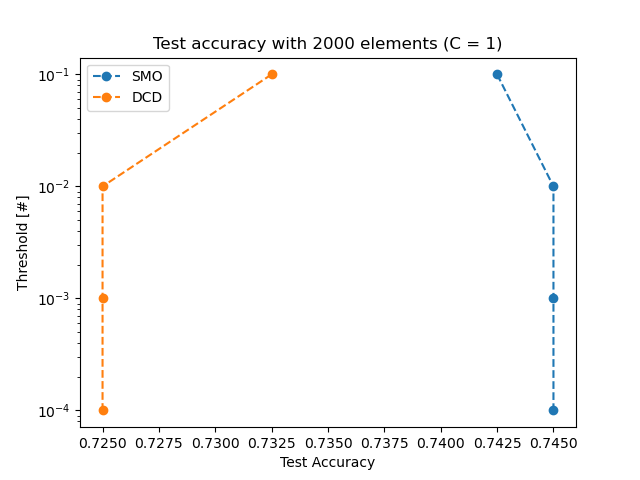 Test accuracy with 2000 elements (C = 1)
SMO
DCD
Threshold [#]
10⁻¹
10⁻²
10⁻³
10⁻⁴
0.7250 0.7275 0.7300 0.7325 0.7350 0.7375 0.7400 0.7425 0.7450
Test Accuracy